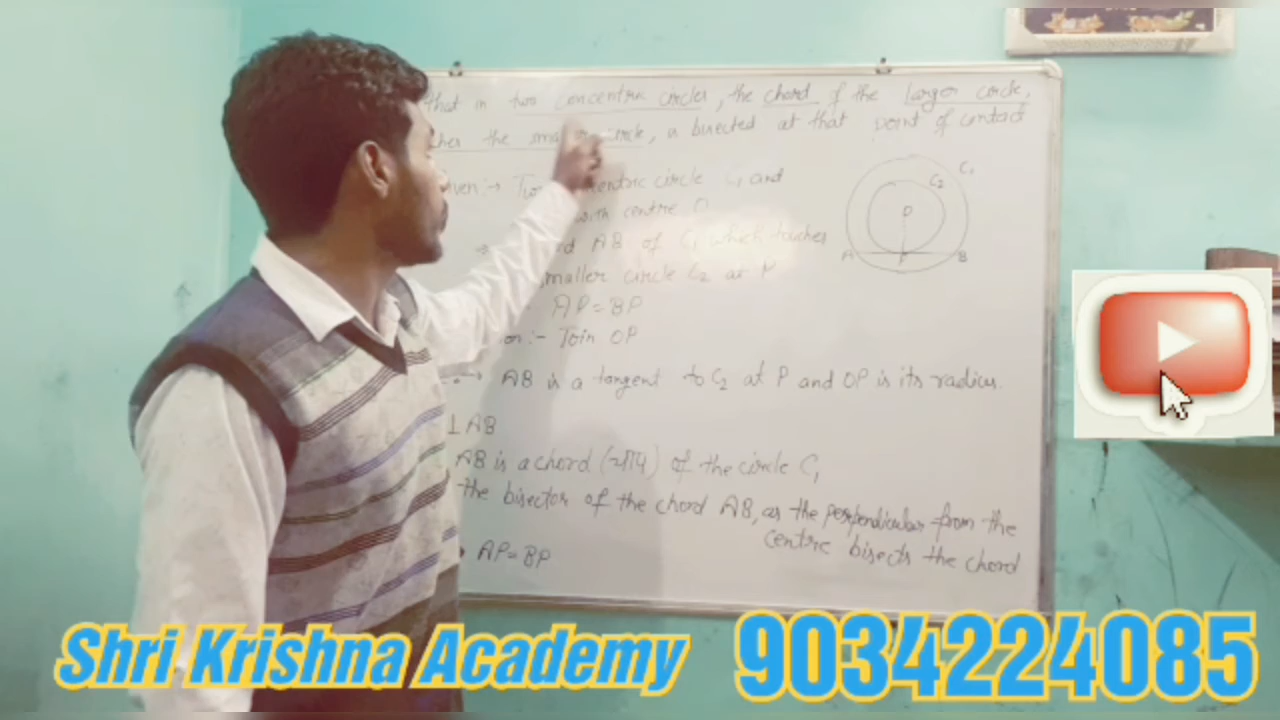 that in two concentric circles, the chord of the larger circle,
the smaller circle, is bisected at that point of contact
Two concentric circle C1 and
with centre O
AB of C1 which touches
smaller circle C2 at P
AP=BP
:- Join OP
AB is a tangent to C2 at P and OP is its radius.
⊥AB
AB is a chord (चाप) of the circle C1
the bisector of the chord AB, as the perpendicular from the
centre bisects the chord
AP=BP
C1
C2
O
A P B
Shri Krishna Academy 9034224085